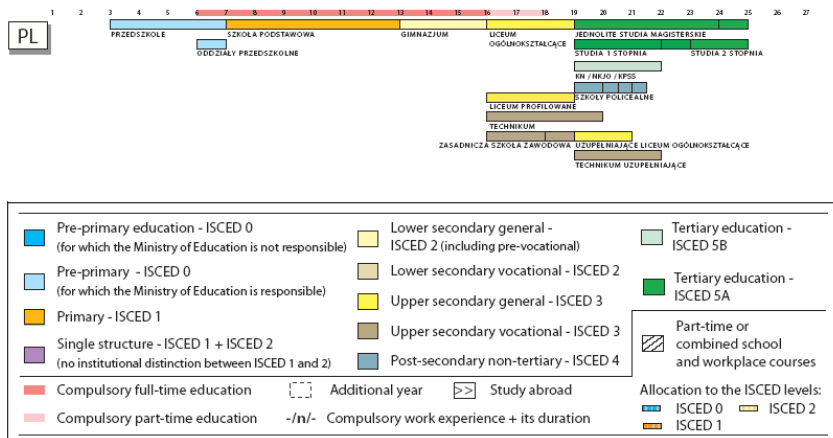 1 2 3 4 5 6 7 8 9 10 11 12 13 14 15 16 17 18 19 20 21 22 23 24 25 26 27
PL
PRZEDSZKOLE SZKOŁA PODSTAWOWA GIMNAZJUM LICEUM JEDNOLITE STUDIA MAGISTERSKIE
OGÓLNOKSZTAŁCĄCE
ODDZIAŁY PRZEDSZKOLNE STUDIA 1 STOPNIA STUDIA 2 STOPNIA
KN / NKJO / KPSS
SZKOŁY POLICEALNE
LICEUM PROFILOWANE
TECHNIKUM
ZASADNICZA SZKOŁA ZAWODOWA UZUPEŁNIAJĄCE LICEUM OGÓLNOKSZTAŁCĄCE
TECHNIKUM UZUPEŁNIAJĄCE
Pre-primary education - ISCED 0
(for which the Ministry of Education is not responsible)
Pre-primary - ISCED 0
(for which the Ministry of Education is responsible)
Primary - ISCED 1
Single structure - ISCED 1 + ISCED 2
(no institutional distinction between ISCED 1 and 2)
Lower secondary general -
ISCED 2 (including pre-vocational)
Lower secondary vocational - ISCED 2
Upper secondary general - ISCED 3
Upper secondary vocational - ISCED 3
Post-secondary non-tertiary - ISCED 4
Tertiary education -
ISCED 5B
Tertiary education -
ISCED 5A
Part-time or
combined school
and workplace courses
Compulsory full-time education
Additional year
>> Study abroad
Compulsory part-time education
-/n/- Compulsory work experience + its duration
Allocation to the ISCED levels:
ISCED 0 ISCED 2
ISCED 1